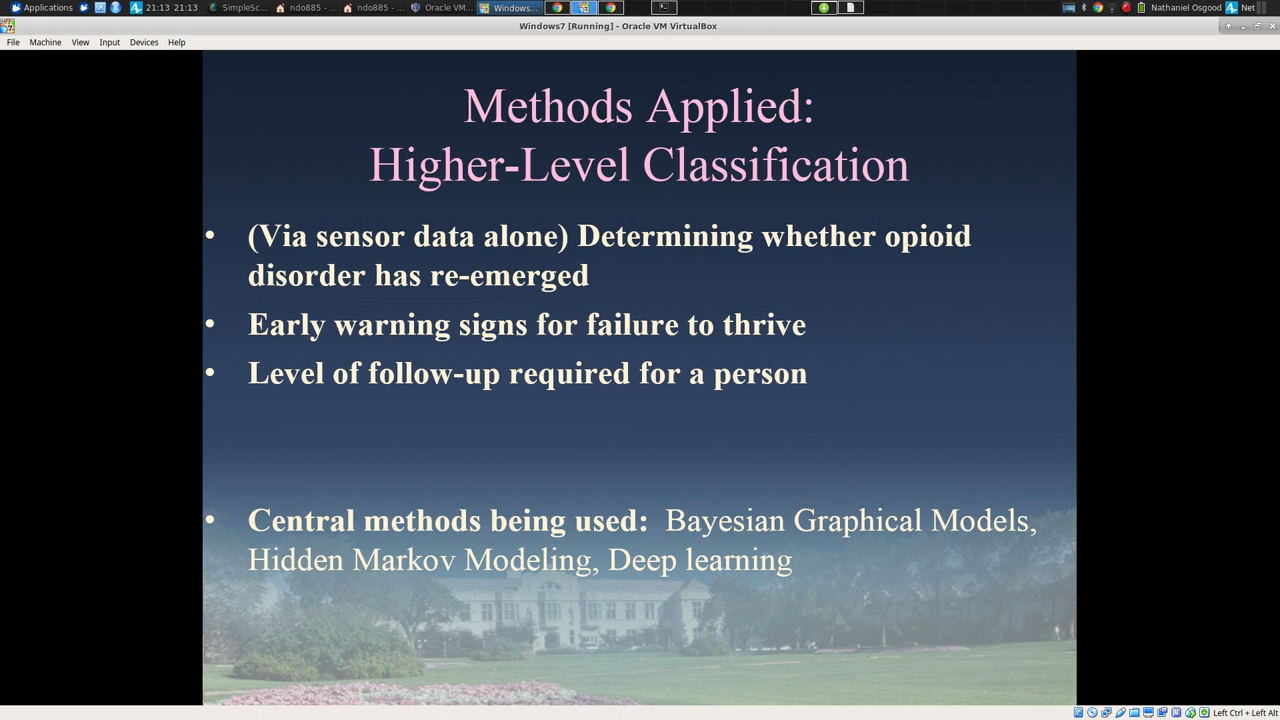 Applications
21:13 21:13
SimpleSc...
ndo885 - ...
ndo885 - ...
Oracle VM...
Windows...
Nathaniel Osgood
Net
Windows7 [Running] - Oracle VM VirtualBox
File Machine View Input Devices Help
Methods Applied:
Higher-Level Classification
• (Via sensor data alone) Determining whether opioid
disorder has re-emerged
• Early warning signs for failure to thrive
• Level of follow-up required for a person
• Central methods being used: Bayesian Graphical Models,
Hidden Markov Modeling, Deep learning
Left Ctrl + Left Alt